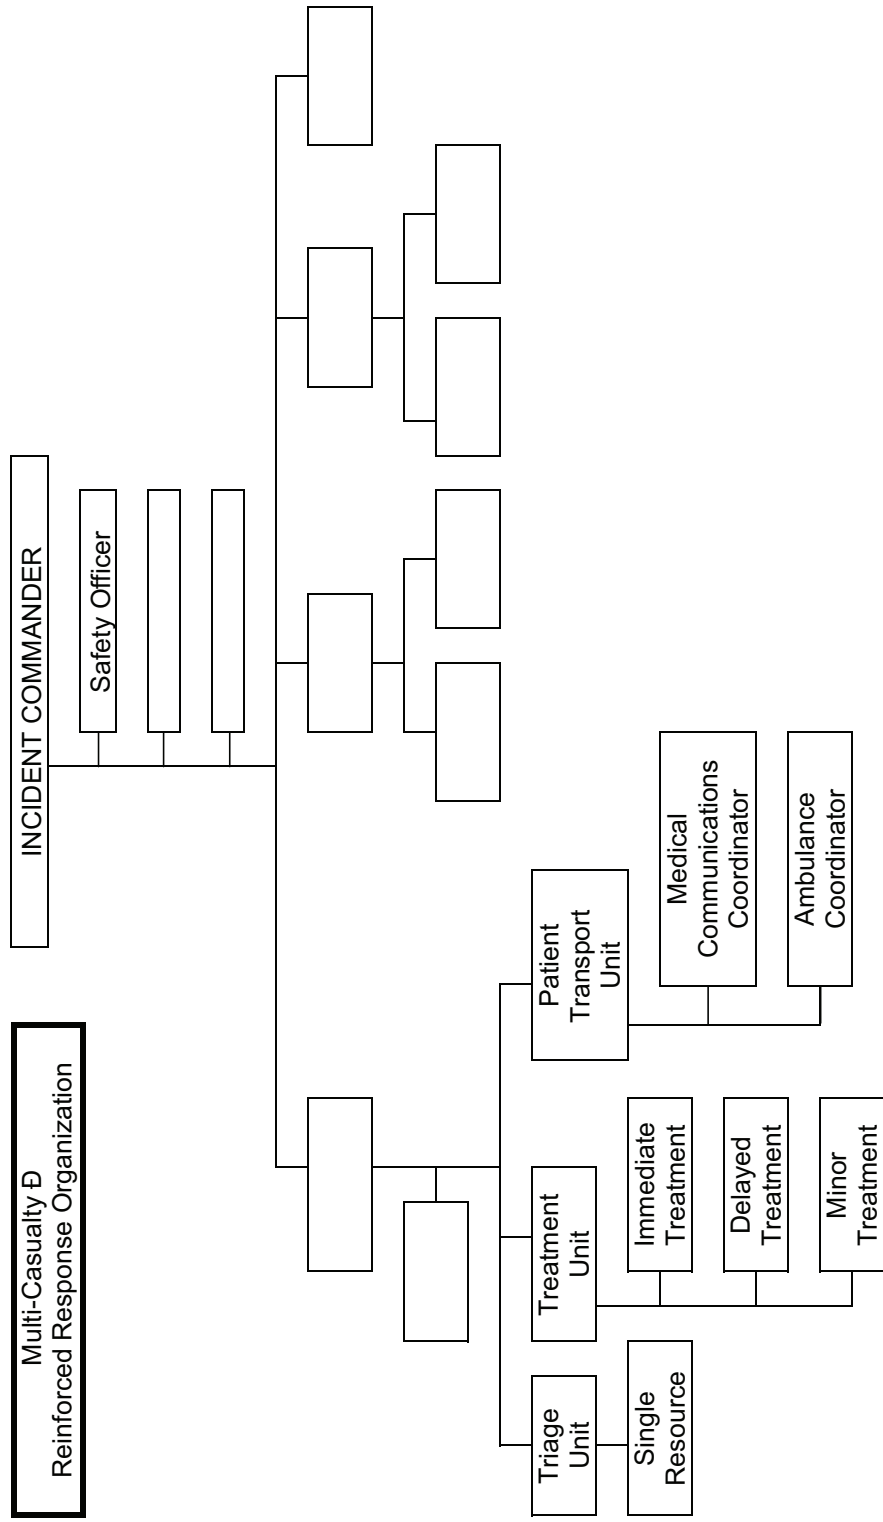 Multi-Casualty Đ
Reinforced Response Organization
INCIDENT COMMANDER
Safety Officer
Triage
Unit
Treatment
Unit
Patient
Transport
Unit
Single
Resource
Immediate
Treatment
Delayed
Treatment
Minor
Treatment
Medical
Communications
Coordinator
Ambulance
Coordinator